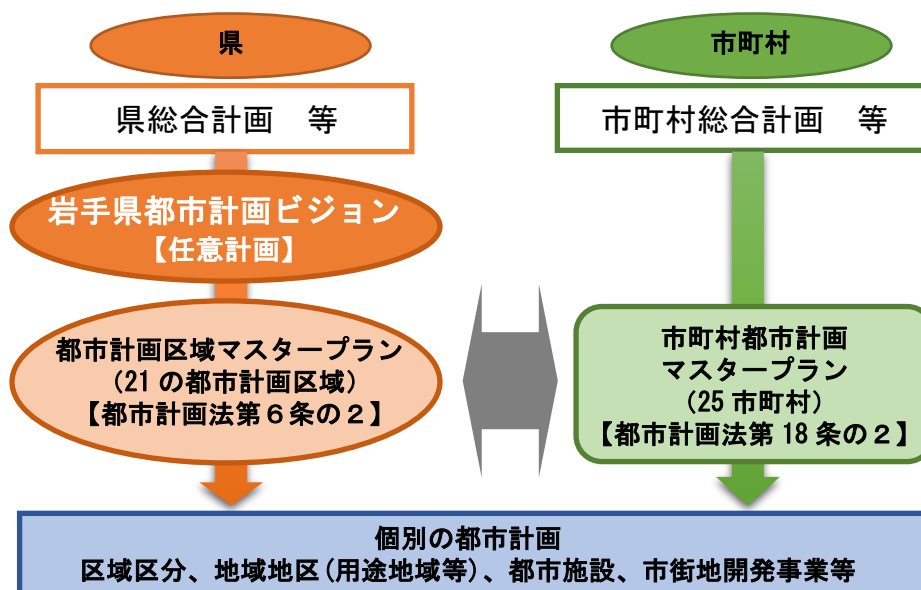 県
県総合計画　等
岩手県都市計画ビジョン
【任意計画】
都市計画区域マスタープラン
(21 の都市計画区域)
【都市計画法第６条の２】
市町村
市町村総合計画　等
市町村都市計画
マスタープラン
(25 市町村)
【都市計画法第 18 条の２】
個別の都市計画
区域区分、地域地区(用途地域等)、都市施設、市街地開発事業等